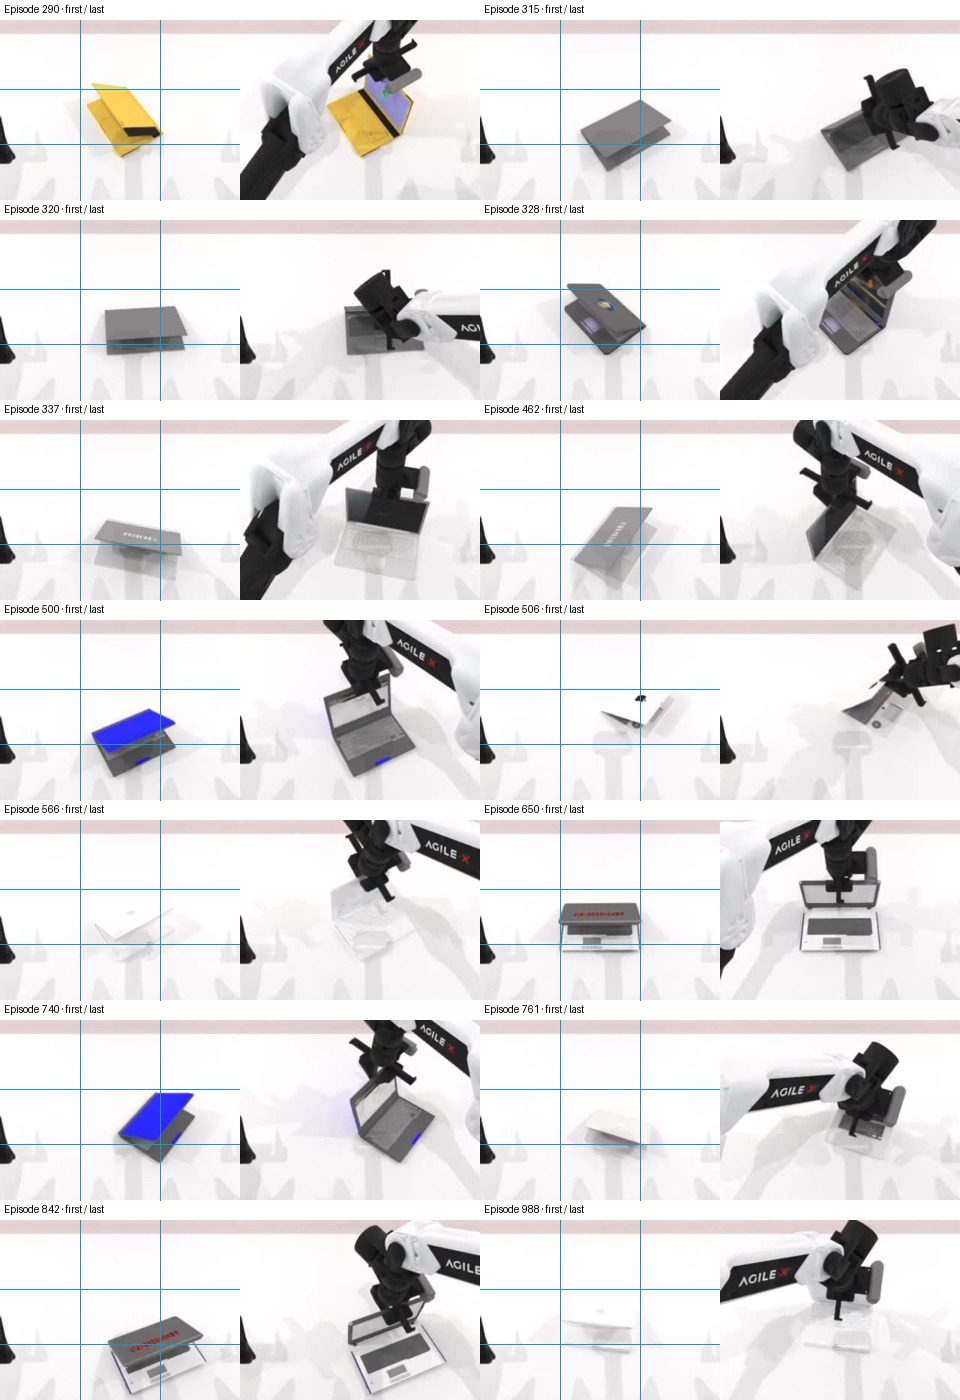 Episode 290 · first / last
Episode 315 · first / last
AGILE·X
Episode 320 · first / last
Episode 328 · first / last
AGILE·X
Episode 337 · first / last
Episode 462 · first / last
AGILE·X
AGILE·X
Episode 500 · first / last
Episode 506 · first / last
AGILE·X
Episode 566 · first / last
Episode 650 · first / last
AGILE·X
AGILE·X
Episode 740 · first / last
Episode 761 · first / last
AGILE·X
AGILE·X
Episode 842 · first / last
Episode 988 · first / last
AGILE
AGILE·X